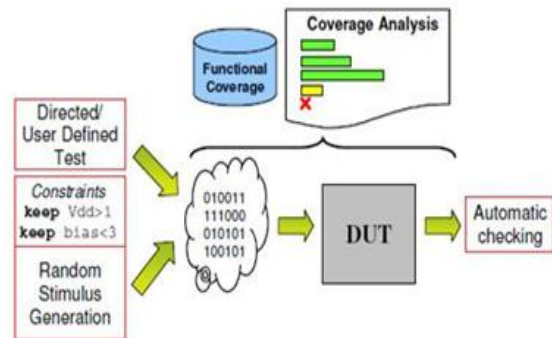 Coverage Analysis
Functional
Coverage
Directed/
User Defined
Test
Constraints
keep Vdd>1
keep bias<3
Random
Stimulus
Generation
010011
111000
010101
100101
DUT
Automatic
checking